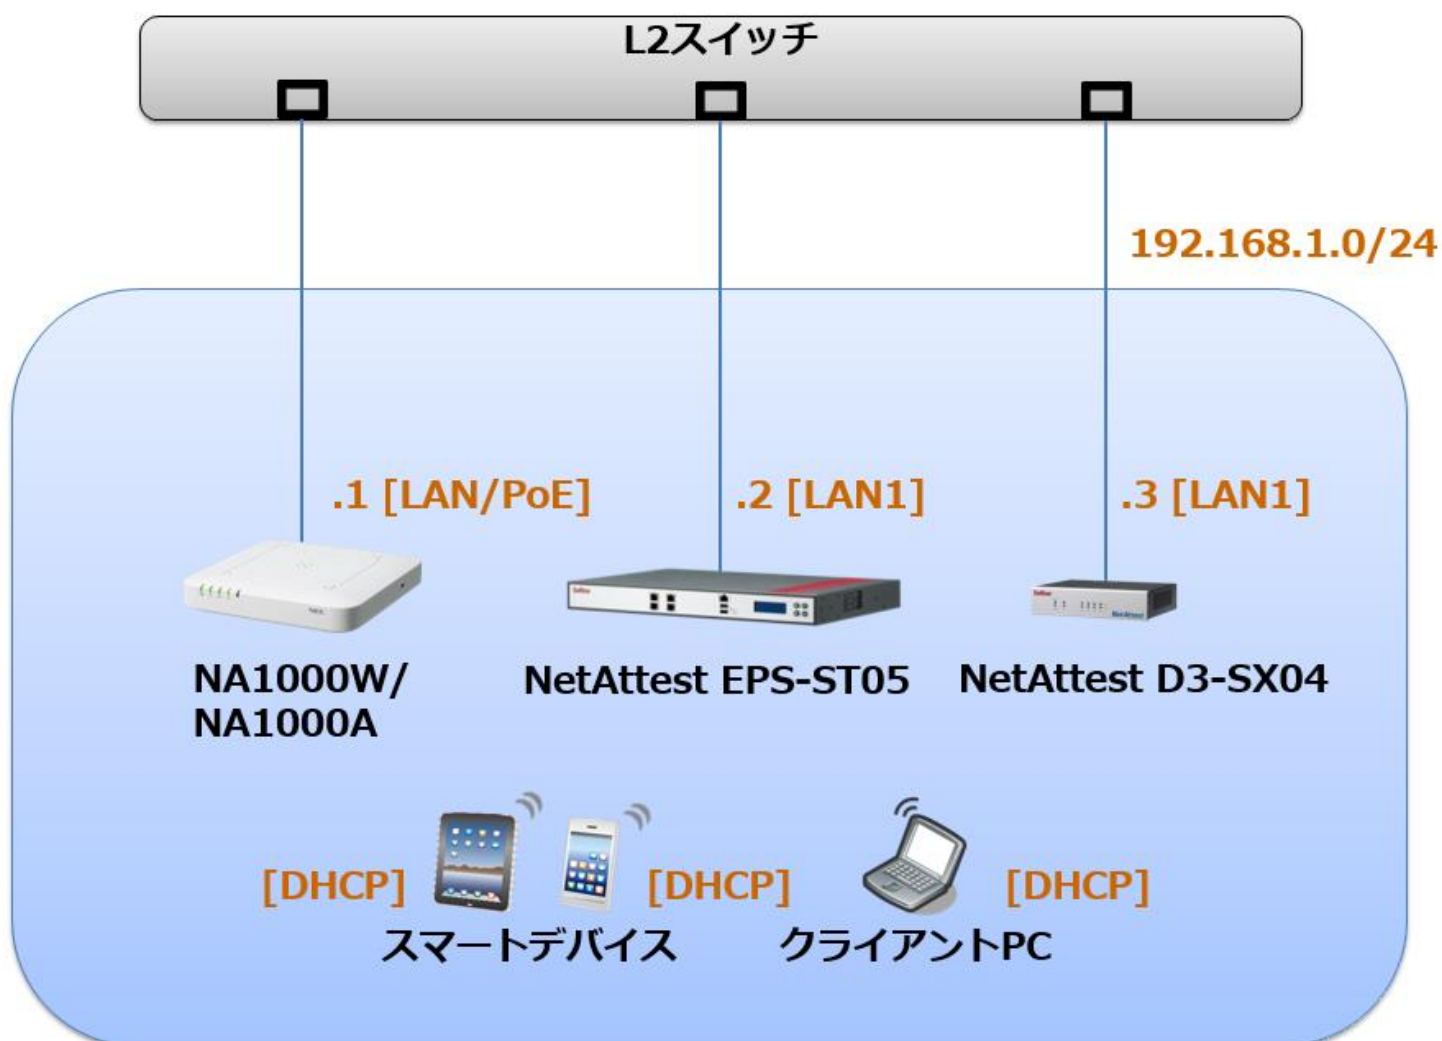 L2スイッチ
192.168.1.0/24
.1 [LAN/PoE]
.2 [LAN1]
.3 [LAN1]
NEC
NetAttest
NA1000W/
NA1000A
NetAttest EPS-ST05
NetAttest D3-SX04
[DHCP]
[DHCP]
[DHCP]
スマートデバイス
クライアントPC